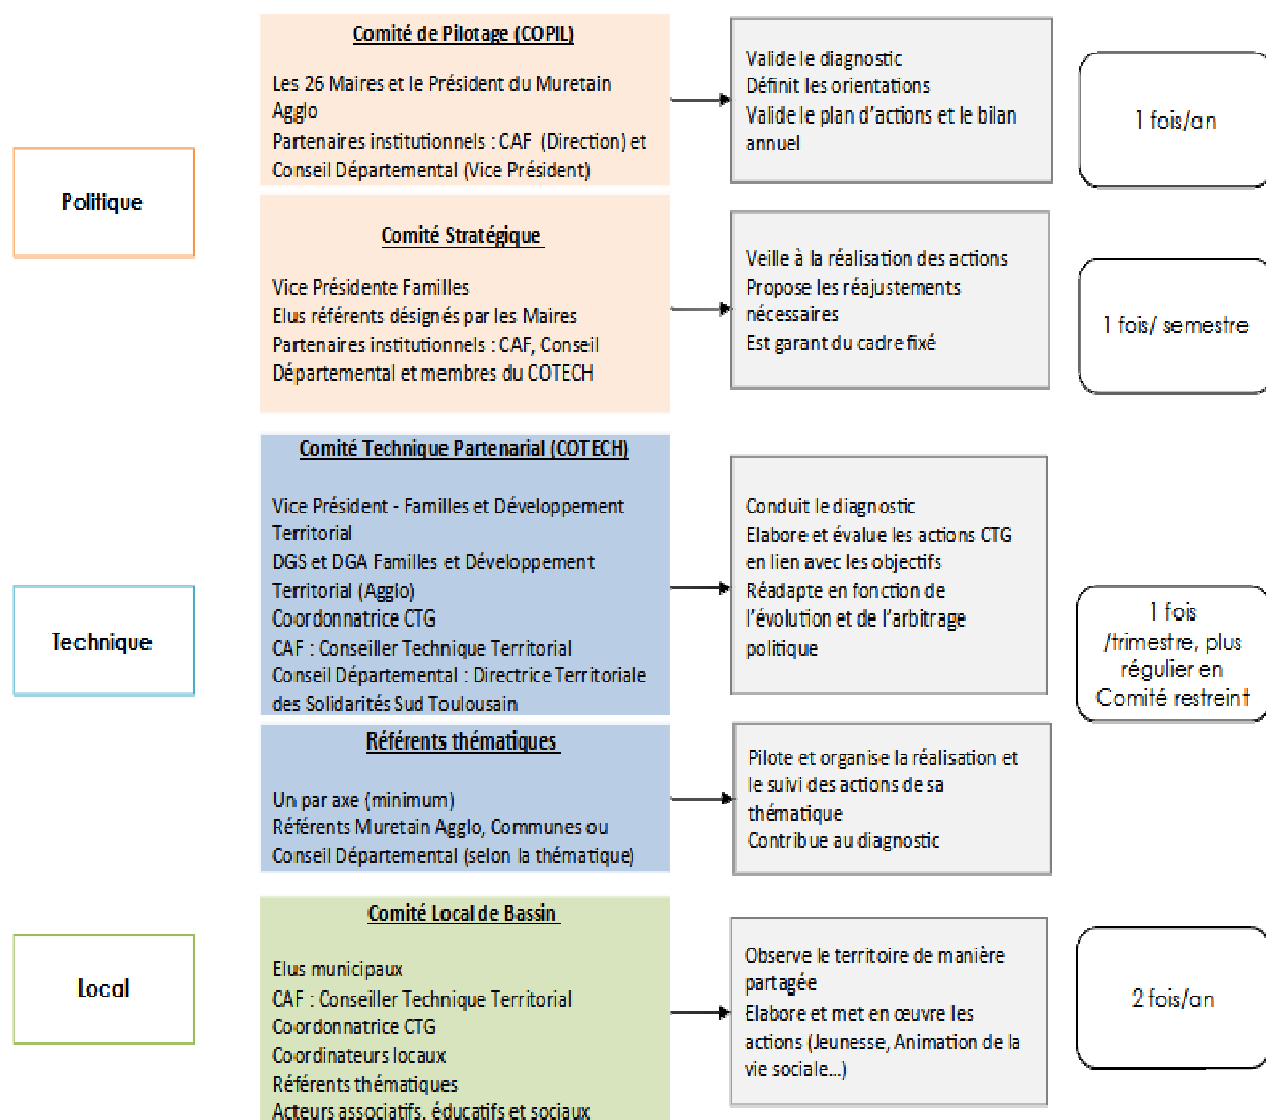 Politique
Comité de Pilotage (COPIL)
Les 26 Maires et le Président du Muretain
Agglo
Partenaires institutionnels : CAF (Direction) et
Conseil Départemental (Vice Président)
Valide le diagnostic
Définit les orientations
Valide le plan d'actions et le bilan
annuel
1 fois/an
Comité Stratégique
Vice Présidente Familles
Elus référents désignés par les Maires
Partenaires institutionnels : CAF, Conseil
Départemental et membres du COTECH
Veille à la réalisation des actions
Propose les réajustements
nécessaires
Est garant du cadre fixé
1 fois/ semestre
Technique
Comité Technique Partenarial (COTECH)
Vice Président - Familles et Développement
Territorial
DGS et DGA Familles et Développement
Territorial (Agglo)
Coordonnatrice CTG
CAF : Conseiller Technique Territorial
Conseil Départemental : Directrice Territoriale
des Solidarités Sud Toulousain
Conduit le diagnostic
Elabore et évalue les actions CTG
en lien avec les objectifs
Réadapte en fonction de
l'évolution et de l'arbitrage
politique
1 fois
/trimestre, plus
régulier en
Comité restreint
Référents thématiques
Un par axe (minimum)
Référents Muretain Agglo, Communes ou
Conseil Départemental (selon la thématique)
Pilote et organise la réalisation et
le suivi des actions de sa
thématique
Contribue au diagnostic
Local
Comité Local de Bassin
Elus municipaux
CAF : Conseiller Technique Territorial
Coordonnatrice CTG
Coordinateurs locaux
Référents thématiques
Acteurs associatifs, éducatifs et sociaux
Observe le territoire de manière
partagée
Elabore et met en œuvre les
actions (Jeunesse, Animation de la
vie sociale…)
2 fois/an